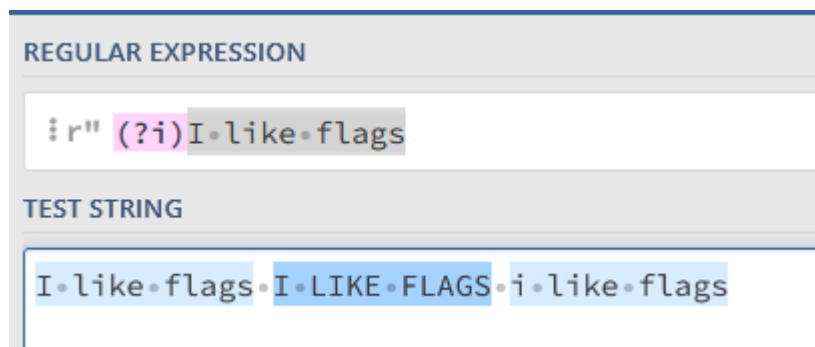 REGULAR EXPRESSION
r" (?i)I·like·flags
TEST STRING
I·like·flags·I·LIKE·FLAGS·i·like·flags